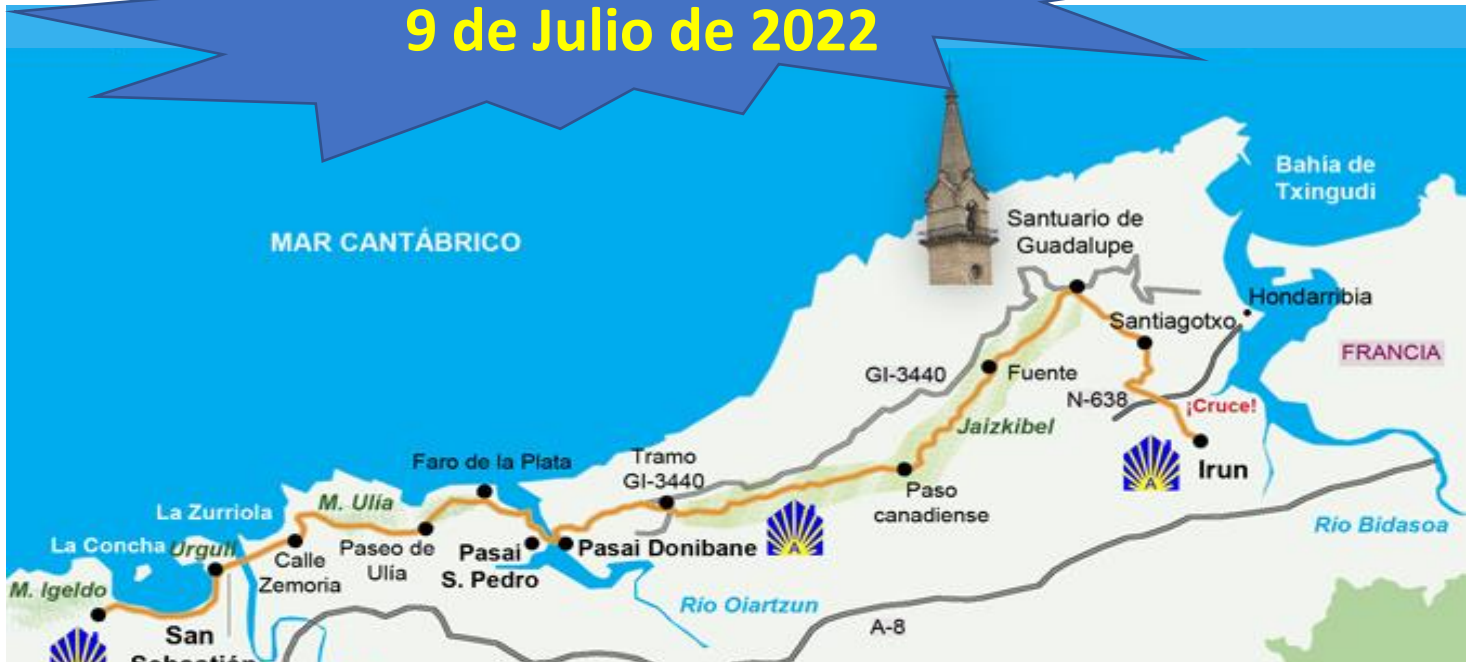 9 de Julio de 2022
Bahía de
Txingudi
Santuario de
Guadalupe
MAR CANTÁBRICO
Hondarribia
Santiagotxo
FRANCIA
GI-3440
Fuente
N-638
¡Cruce!
Jaizkibel
Faro de la Plata
Tramo
GI-3440
Irun
M. Ulía
Paso
canadiense
La Zurriola
Río Bidasoa
La Concha
Urgull
Calle
Zemoria
Paseo de
Ulía
Pasai
S. Pedro
Pasai Donibane
A
A
M. Igeldo
Río Oiartzun
A-8
San
Sebastián